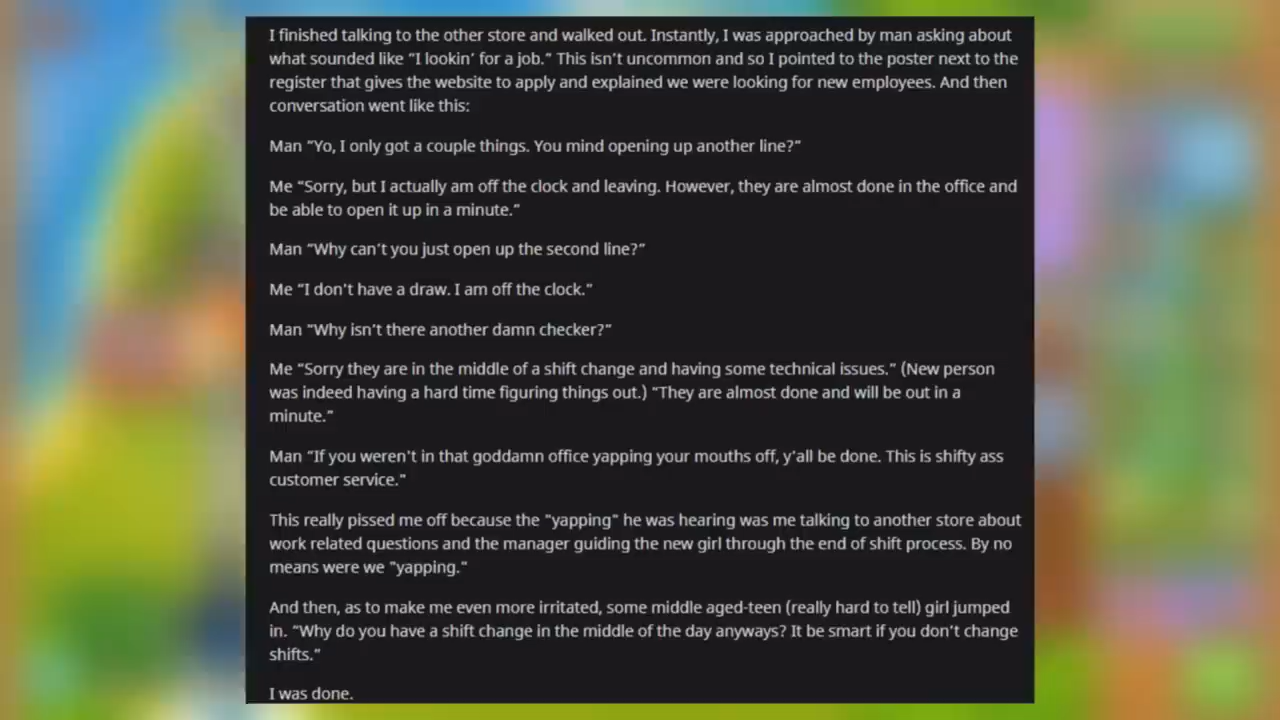 I finished talking to the other store and walked out. Instantly, I was approached by man asking about
what sounded like “I lookin’ for a job.” This isn’t uncommon and so I pointed to the poster next to the
register that gives the website to apply and explained we were looking for new employees. And then
conversation went like this:
Man “Yo, I only got a couple things. You mind opening up another line?”
Me “Sorry, but I actually am off the clock and leaving. However, they are almost done in the office and
be able to open it up in a minute.”
Man “Why can’t you just open up the second line?”
Me “I don’t have a draw. I am off the clock.”
Man “Why isn’t there another damn checker?”
Me “Sorry they are in the middle of a shift change and having some technical issues.” (New person
was indeed having a hard time figuring things out.) “They are almost done and will be out in a
minute.”
Man “If you weren’t in that goddamn office yapping your mouths off, y’all be done. This is shifty ass
customer service.”
This really pissed me off because the "yapping" he was hearing was me talking to another store about
work related questions and the manager guiding the new girl through the end of shift process. By no
means were we "yapping."
And then, as to make me even more irritated, some middle aged-teen (really hard to tell) girl jumped
in. “Why do you have a shift change in the middle of the day anyways? It be smart if you don’t change
shifts.”
I was done.